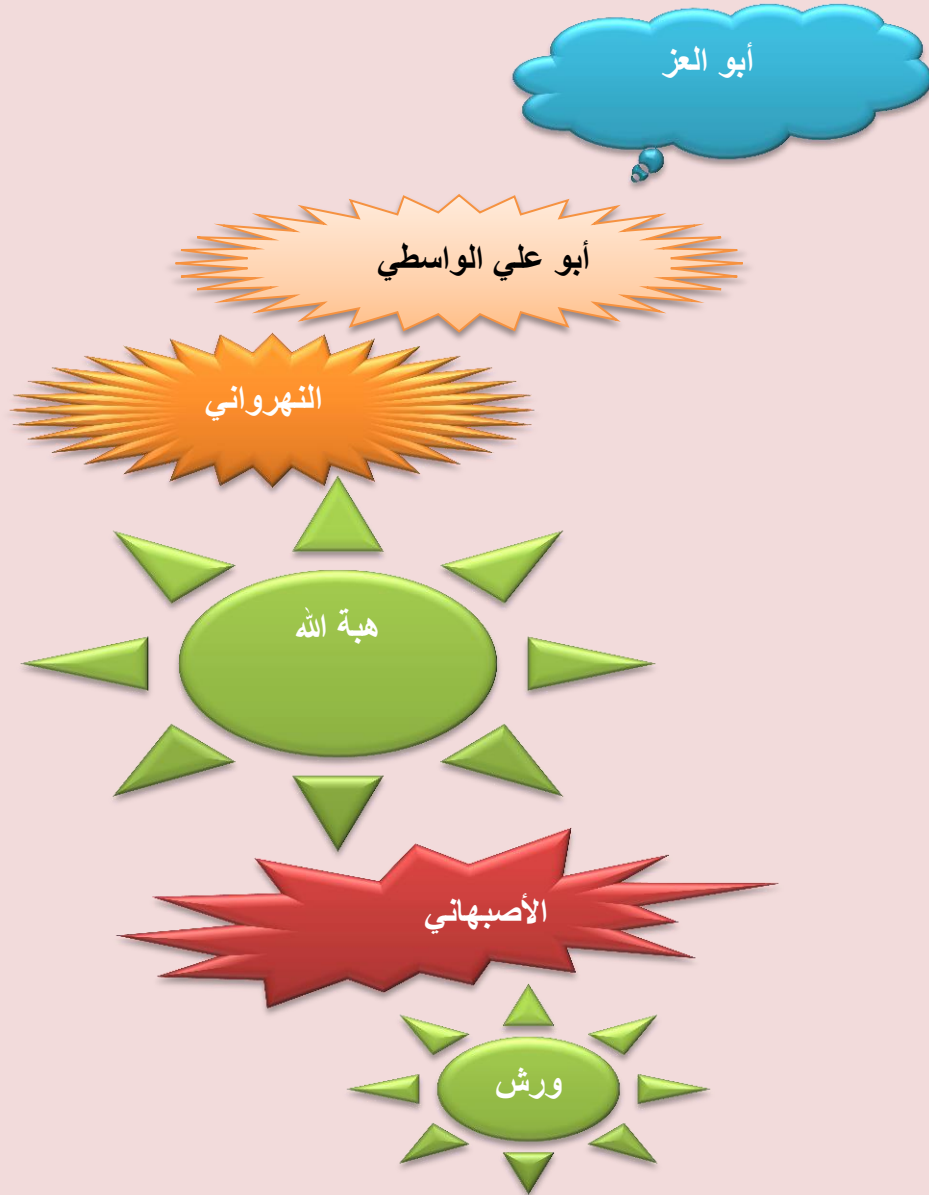 أبو العز
أبو علي الواسطي
النهرواني
هبة الله
الأصبهاني
ورش